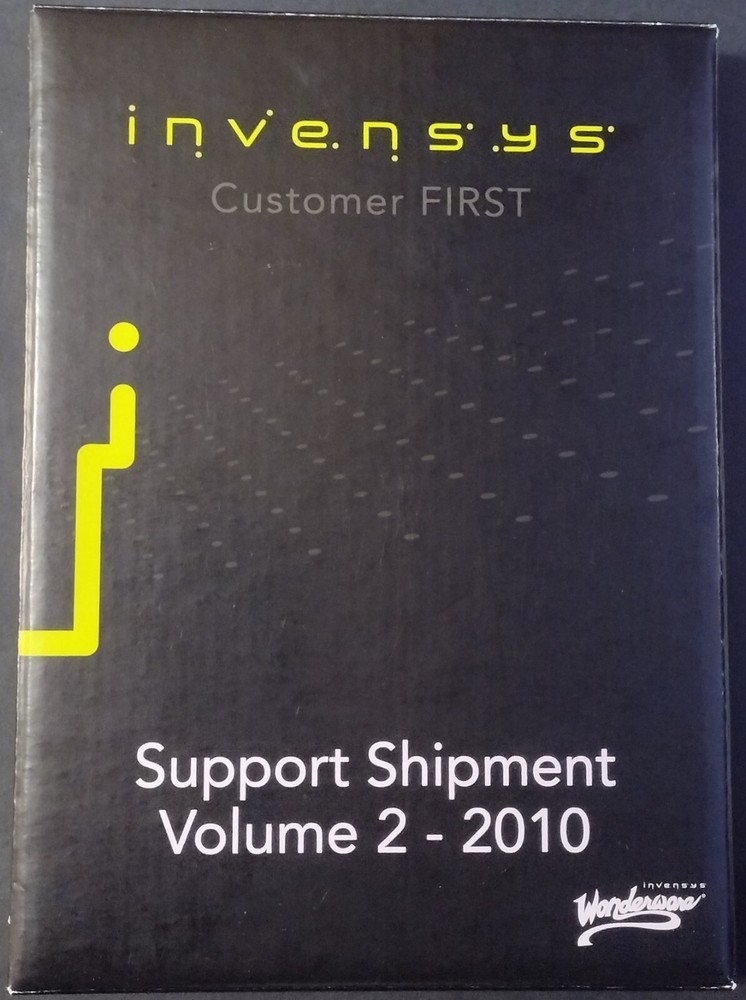 invensys
Customer FIRST
Support Shipment
Volume 2 - 2010
invensys
Wonderware®